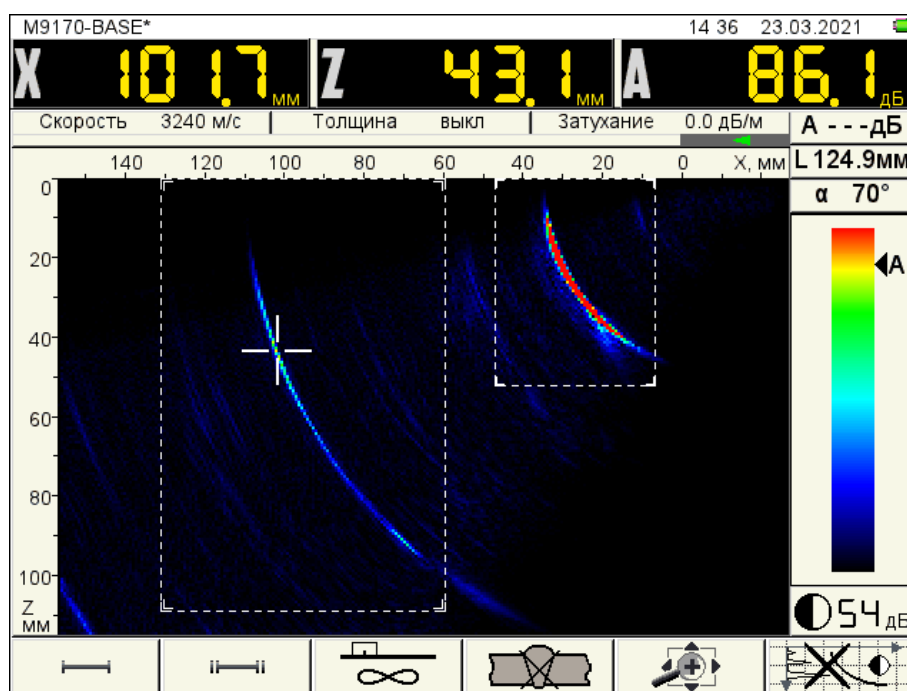 M9170-BASE* 14 36 23.03.2021
X 101.7 мм Z 43.1 мм A 86.1 дБ
Скорость 3240 м/с Толщина выкл Затухание 0.0 дБ/м A - - -дБ
140 120 100 80 60 40 20 0 X, мм L 124.9мм
α 70°
0
20
40
60
80
100
Z
мм
A
54 дБ